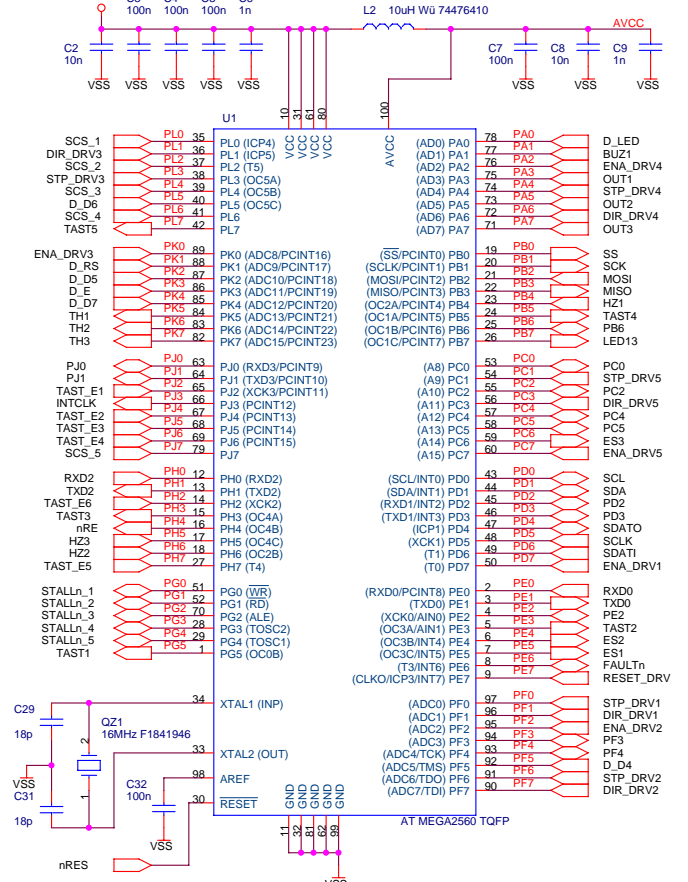 100n 100n 100n 1n
L2 10uH Wü 74476410
AVCC
C2
10n
C7
100n
C8
10n
C9
1n
VSS VSS VSS VSS VSS VSS VSS VSS
U1
10 31 61 80 100
VCC VCC VCC VCC AVCC
SCS_1 PL0 35 PL0 (ICP4)
DIR_DRV3 PL1 36 PL1 (ICP5)
SCS_2 PL2 37 PL2 (T5)
STP_DRV3 PL3 38 PL3 (OC5A)
SCS_3 PL4 39 PL4 (OC5B)
D_D6 PL5 40 PL5 (OC5C)
SCS_4 PL6 41 PL6
TAST5 PL7 42 PL7
(AD0) PA0 78 PA0 D_LED
(AD1) PA1 77 PA1 BUZ1
(AD2) PA2 76 PA2 ENA_DRV4
(AD3) PA3 75 PA3 OUT1
(AD4) PA4 74 PA4 STP_DRV4
(AD5) PA5 73 PA5 OUT2
(AD6) PA6 72 PA6 DIR_DRV4
(AD7) PA7 71 PA7 OUT3
ENA_DRV3 PK0 89 PK0 (ADC8/PCINT16)
D_RS PK1 88 PK1 (ADC9/PCINT17)
D_D5 PK2 87 PK2 (ADC10/PCINT18)
D_E PK3 86 PK3 (ADC11/PCINT19)
D_D7 PK4 85 PK4 (ADC12/PCINT20)
TH1 PK5 84 PK5 (ADC13/PCINT21)
TH2 PK6 83 PK6 (ADC14/PCINT22)
TH3 PK7 82 PK7 (ADC15/PCINT23)
(SS/PCINT0) PB0 19 PB0 SS
(SCLK/PCINT1) PB1 20 PB1 SCK
(MOSI/PCINT2) PB2 21 PB2 MOSI
(MISO/PCINT3) PB3 22 PB3 MISO
(OC2A/PCINT4) PB4 23 PB4 HZ1
(OC1A/PCINT5) PB5 24 PB5 TAST4
(OC1B/PCINT6) PB6 25 PB6 PB6
(OC1C/PCINT7) PB7 26 PB7 LED13
PJ0 PJ0 63 PJ0 (RXD3/PCINT9)
PJ1 PJ1 64 PJ1 (TXD3/PCINT10)
TAST_E1 PJ2 65 PJ2 (XCK3/PCINT11)
INTCLK PJ3 66 PJ3 (PCINT12)
TAST_E2 PJ4 67 PJ4 (PCINT13)
TAST_E3 PJ5 68 PJ5 (PCINT14)
TAST_E4 PJ6 69 PJ6 (PCINT15)
SCS_5 PJ7 79 PJ7
(A8) PC0 53 PC0 PC0
(A9) PC1 54 PC1 STP_DRV5
(A10) PC2 55 PC2 PC2
(A11) PC3 56 PC3 DIR_DRV5
(A12) PC4 57 PC4 PC4
(A13) PC5 58 PC5 PC5
(A14) PC6 59 PC6 ES3
(A15) PC7 60 PC7 ENA_DRV5
RXD2 PH0 12 PH0 (RXD2)
TXD2 PH1 13 PH1 (TXD2)
TAST_E6 PH2 14 PH2 (XCK2)
TAST3 PH3 15 PH3 (OC4A)
nRE PH4 16 PH4 (OC4B)
HZ3 PH5 17 PH5 (OC4C)
HZ2 PH6 18 PH6 (OC2B)
TAST_E5 PH7 27 PH7 (T4)
(SCL/INT0) PD0 43 PD0 SCL
(SDA/INT1) PD1 44 PD1 SDA
(RXD1/INT2) PD2 45 PD2 PD2
(TXD1/INT3) PD3 46 PD3 PD3
(ICP1) PD4 47 PD4 SDATO
(XCK1) PD5 48 PD5 SCLK
(T1) PD6 49 PD6 SDATI
(T0) PD7 50 PD7 ENA_DRV1
STALLn_1 PG0 51 PG0 (WR)
STALLn_2 PG1 52 PG1 (RD)
STALLn_3 PG2 70 PG2 (ALE)
STALLn_4 PG3 28 PG3 (TOSC2)
STALLn_5 PG4 29 PG4 (TOSC1)
TAST1 PG5 1 PG5 (OC0B)
(RXD0/PCINT8) PE0 2 PE0 RXD0
(TXD0) PE1 3 PE1 TXD0
(XCK0/AIN0) PE2 4 PE2 PE2
(OC3A/AIN1) PE3 5 PE3 TAST2
(OC3B/INT4) PE4 6 PE4 ES2
(OC3C/INT5) PE5 7 PE5 ES1
(T3/INT6) PE6 8 PE6 FAULTn
(CLKO/ICP3/INT7) PE7 9 PE7 RESET_DRV
C29
18p
QZ1
16MHz F1841946
2
1
34 XTAL1 (INP)
33 XTAL2 (OUT)
VSS
C31
18p
C32
100n
98 AREF
30 RESET
VSS
nRES
(ADC0) PF0 97 PF0 STP_DRV1
(ADC1) PF1 96 PF1 DIR_DRV1
(ADC2) PF2 95 PF2 ENA_DRV2
(ADC3) PF3 94 PF3 PF3
(ADC4/TCK) PF4 93 PF4 PF4
(ADC5/TMS) PF5 92 PF5 D_D4
(ADC6/TDO) PF6 91 PF6 STP_DRV2
(ADC7/TDI) PF7 90 PF7 DIR_DRV2
GND GND GND GND GND
11 32 81 62 99
AT MEGA2560 TQFP
VSS